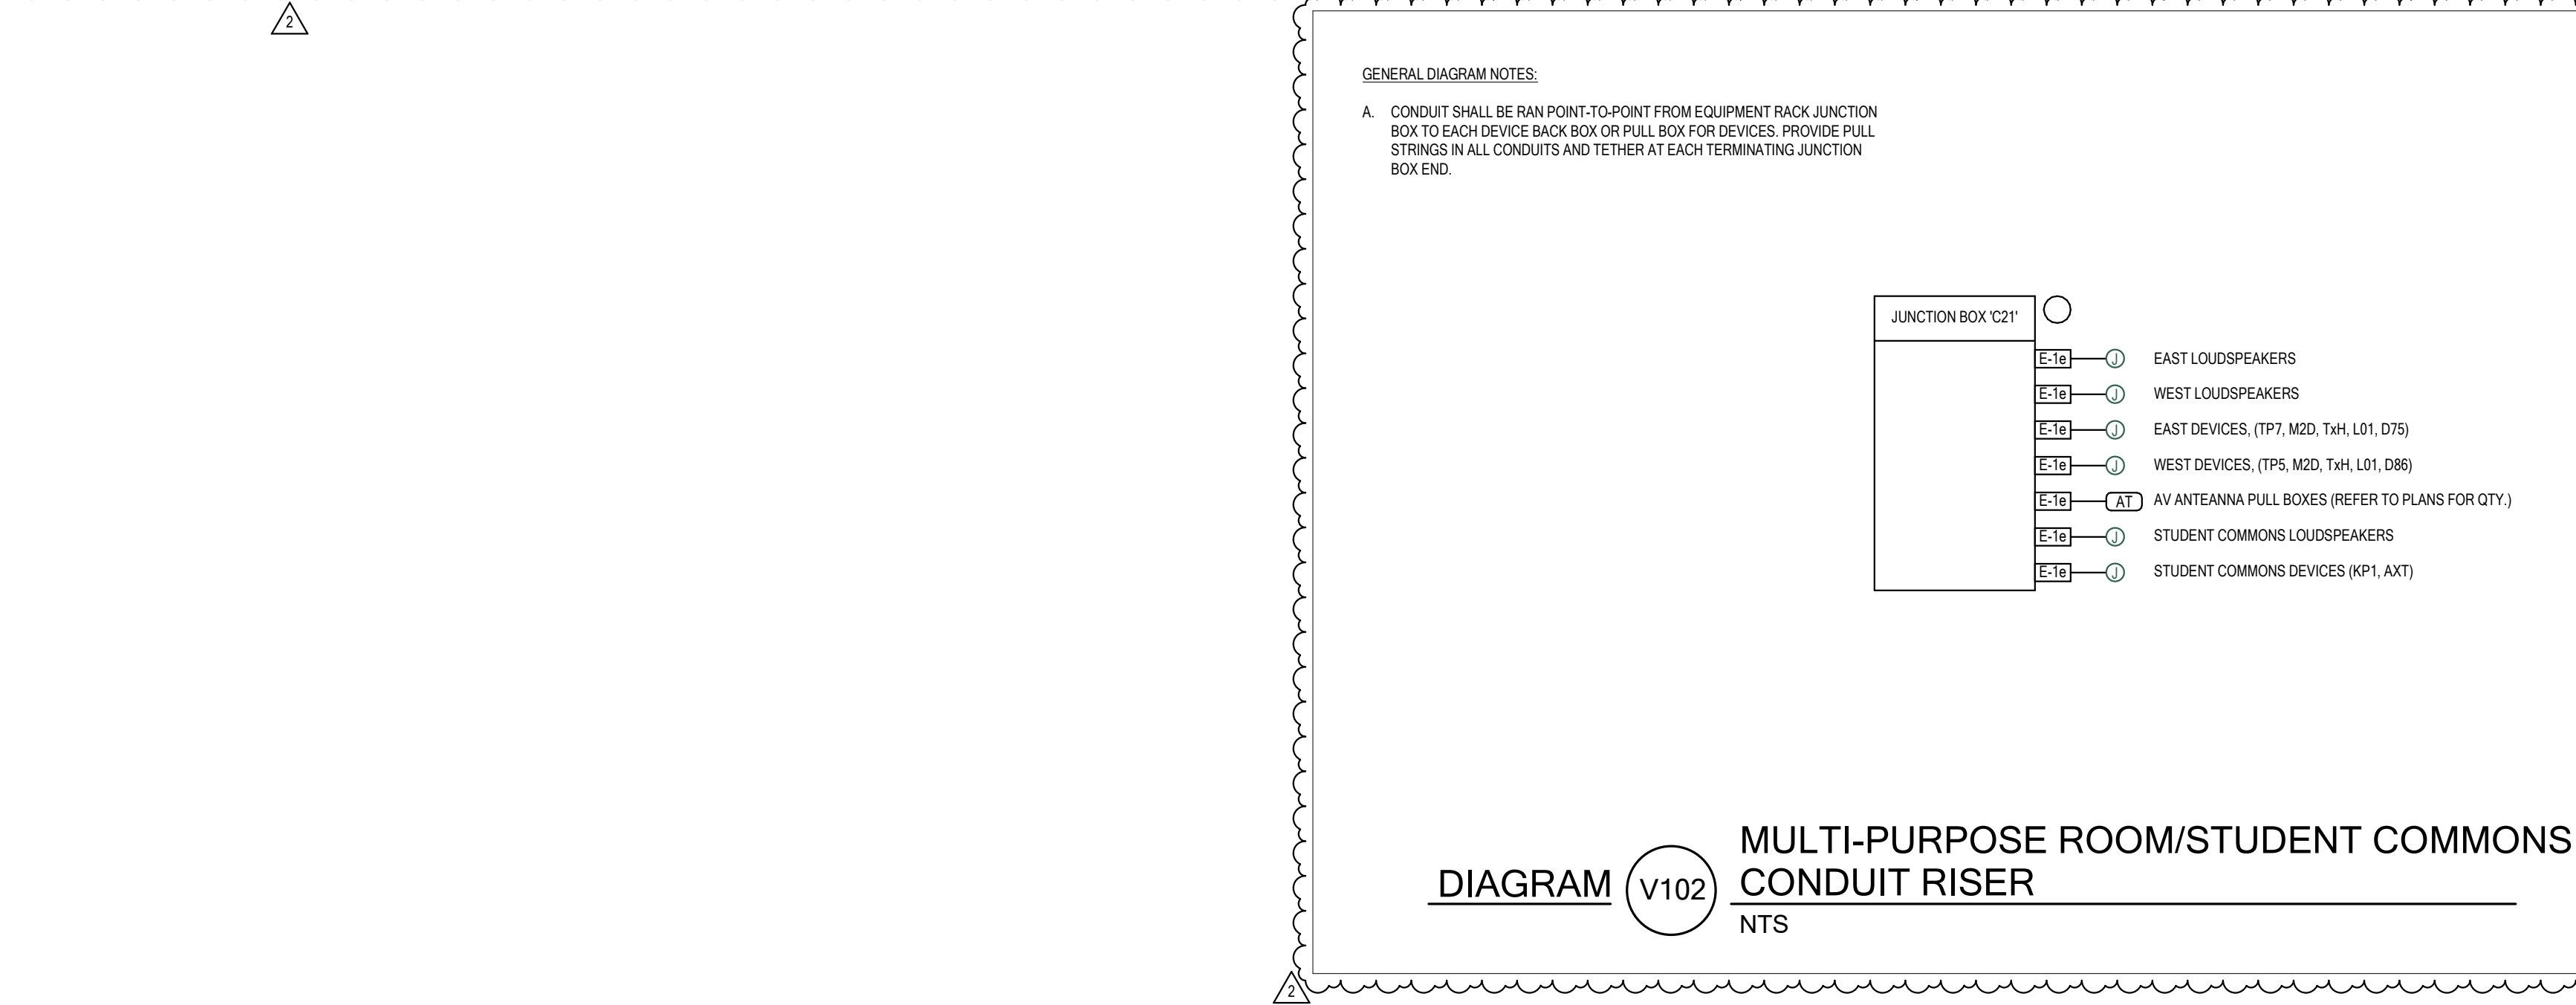 2
GENERAL DIAGRAM NOTES:
A. CONDUIT SHALL BE RAN POINT-TO-POINT FROM EQUIPMENT RACK JUNCTION
BOX TO EACH DEVICE BACK BOX OR PULL BOX FOR DEVICES. PROVIDE PULL
STRINGS IN ALL CONDUITS AND TETHER AT EACH TERMINATING JUNCTION
BOX END.
JUNCTION BOX 'C21'
E-1e J EAST LOUDSPEAKERS
E-1e J WEST LOUDSPEAKERS
E-1e J EAST DEVICES, (TP7, M2D, TxH, L01, D75)
E-1e J WEST DEVICES, (TP5, M2D, TxH, L01, D86)
E-1e AT AV ANTEANNA PULL BOXES (REFER TO PLANS FOR QTY.)
E-1e J STUDENT COMMONS LOUDSPEAKERS
E-1e J STUDENT COMMONS DEVICES (KP1, AXT)
MULTI-PURPOSE ROOM/STUDENT COMMONS
DIAGRAM V102 CONDUIT RISER
NTS
2